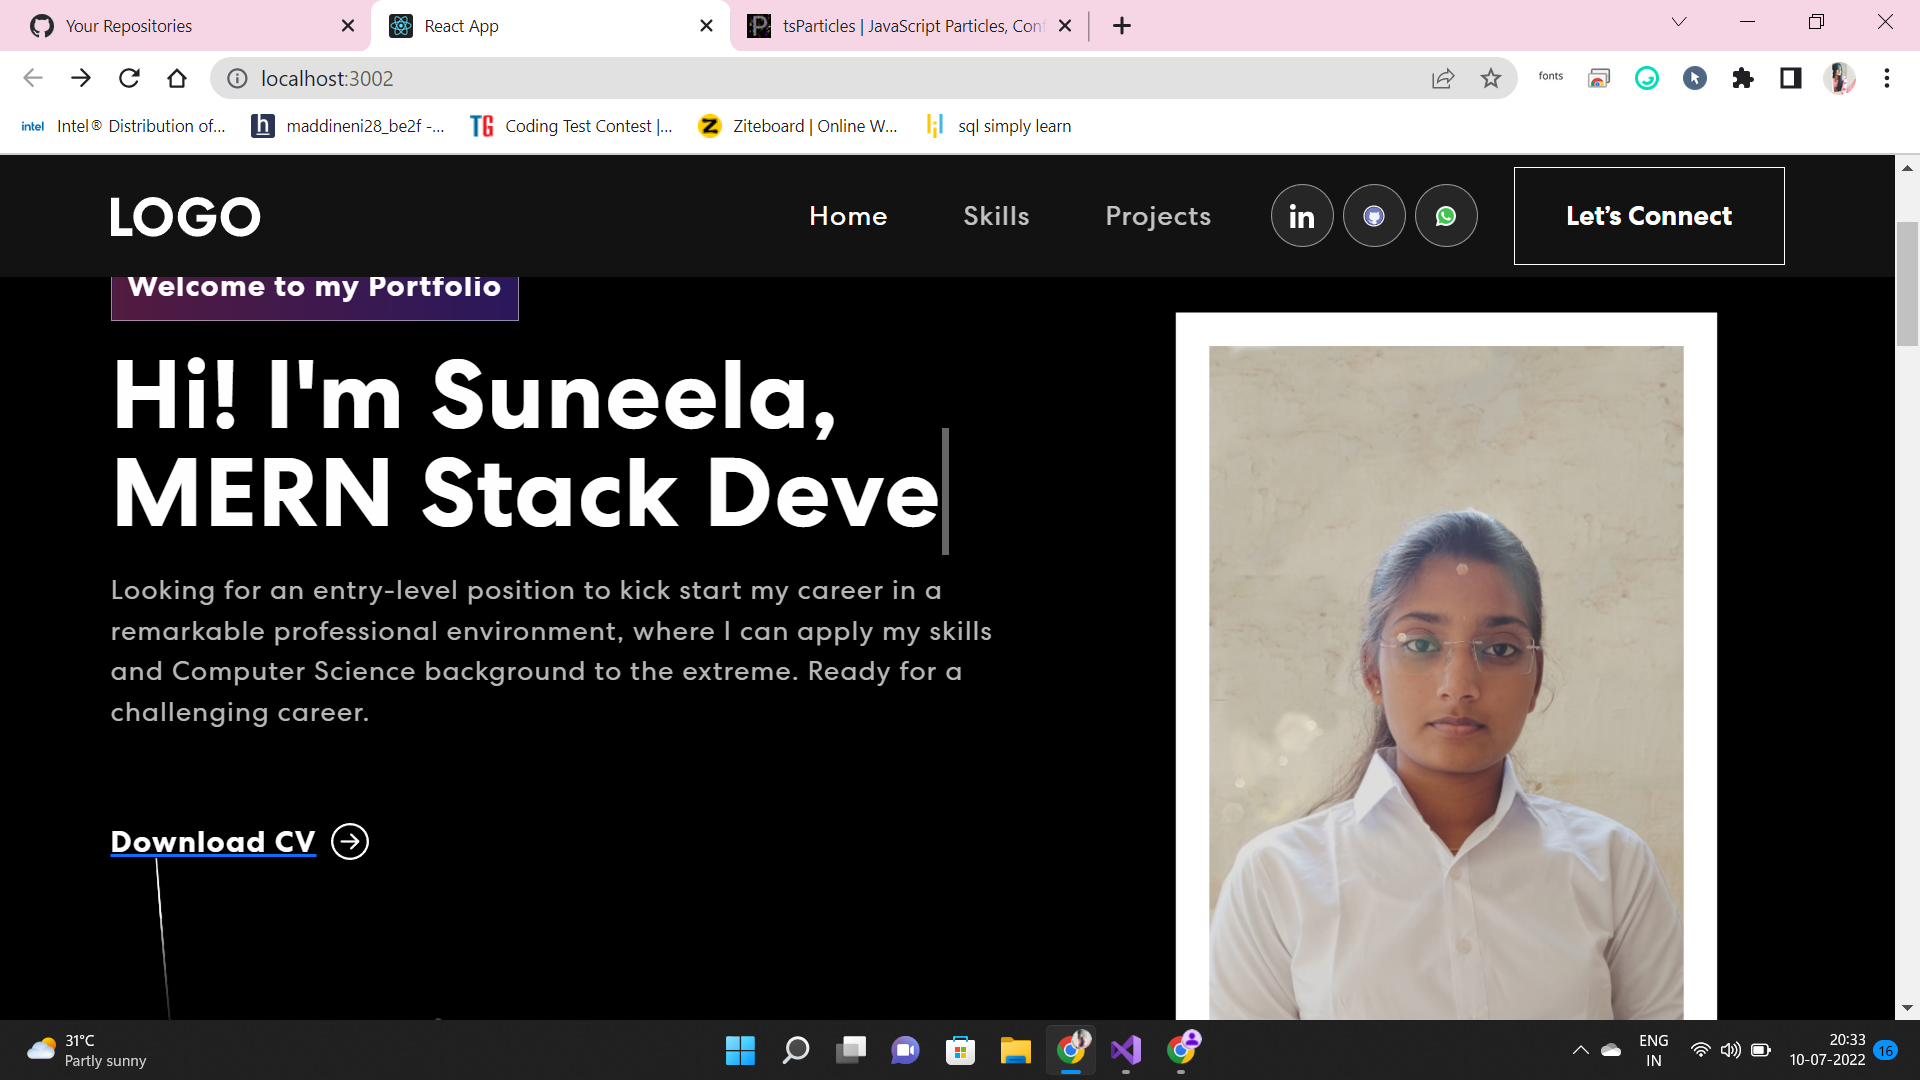 Your Repositories
React App
tsParticles | JavaScript Particles, Conf
localhost:3002
fonts
intel Intel® Distribution of...
h maddineni28_be2f -...
TG Coding Test Contest |...
Z Ziteboard | Online W...
sql simply learn
LOGO
Home
Skills
Projects
in
Let's Connect
Welcome to my Portfolio
Hi! I'm Suneela,
MERN Stack Deve
Looking for an entry-level position to kick start my career in a
remarkable professional environment, where I can apply my skills
and Computer Science background to the extreme. Ready for a
challenging career.
Download CV
31°C
Partly sunny
ENG
IN
20:33
10-07-2022
16